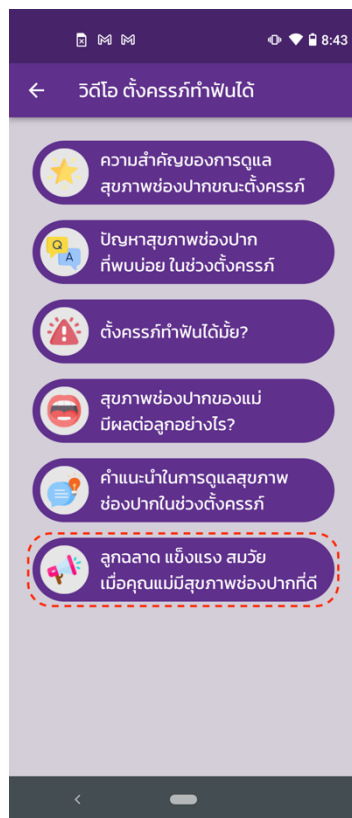 8:43
วิดีโอ ตั้งครรภ์ทำฟันได้
ความสำคัญของการดูแล
สุขภาพช่องปากขณะตั้งครรภ์
Q
A
ปัญหาสุขภาพช่องปาก
ที่พบบ่อย ในช่วงตั้งครรภ์
ตั้งครรภ์ทำฟันได้มั้ย?
สุขภาพช่องปากของแม่
มีผลต่อลูกอย่างไร?
คำแนะนำในการดูแลสุขภาพ
ช่องปากในช่วงตั้งครรภ์
ลูกฉลาด แข็งแรง สมวัย
เมื่อคุณแม่มีสุขภาพช่องปากที่ดี